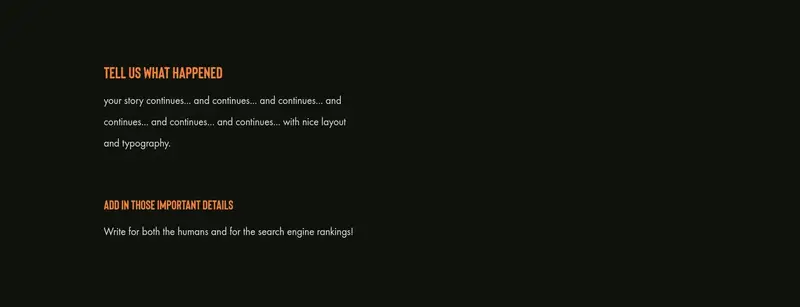 TELL US WHAT HAPPENED
your story continues... and continues... and continues... and
continues... and continues... and continues... with nice layout
and typography.
ADD IN THOSE IMPORTANT DETAILS
Write for both the humans and for the search engine rankings!